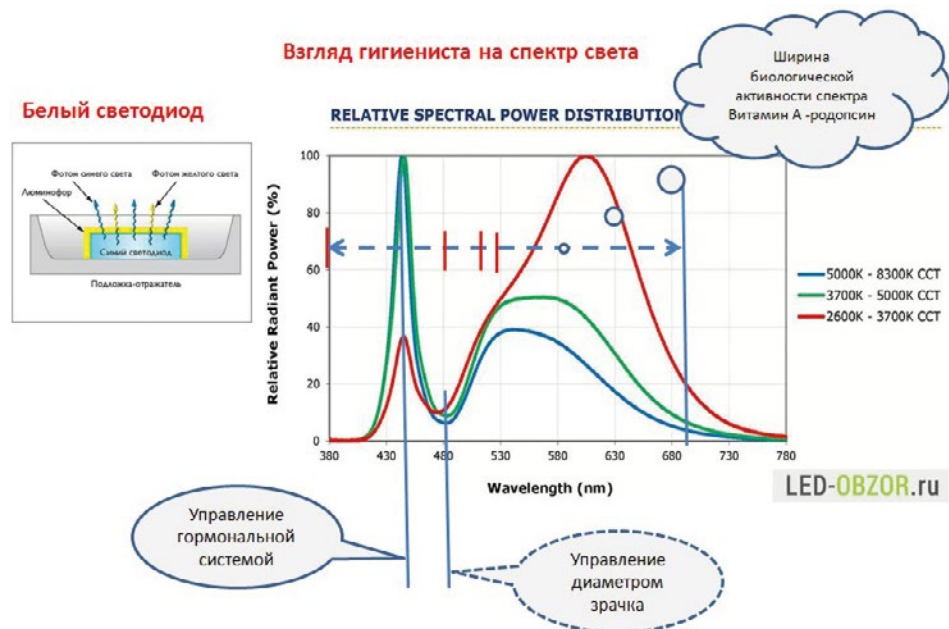 Взгляд гигиениста на спектр света
Ширина
биологической
активности спектра
Витамин А -родопсин
Белый светодиод
RELATIVE SPECTRAL POWER DISTRIBUTION
Фотон синего света
Фотон желтого света
Люминофор
Синий светодиод
Подложка-отражатель
Relative Radiant Power (%)
100
80
60
40
20
0
380
430
480
530
580
630
680
730
780
Wavelength (nm)
5000K - 8300K CCT
3700K - 5000K CCT
2600K - 3700K CCT
LED-OBZOR.ru
Управление
гормональной
системой
Управление
диаметром
зрачка